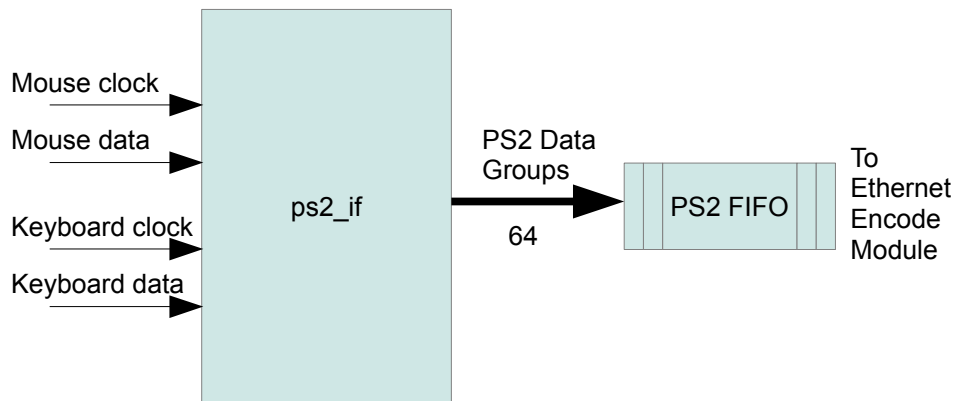 Mouse clock
Mouse data
Keyboard clock
Keyboard data
ps2_if
PS2 Data
Groups
64
PS2 FIFO
To
Ethernet
Encode
Module